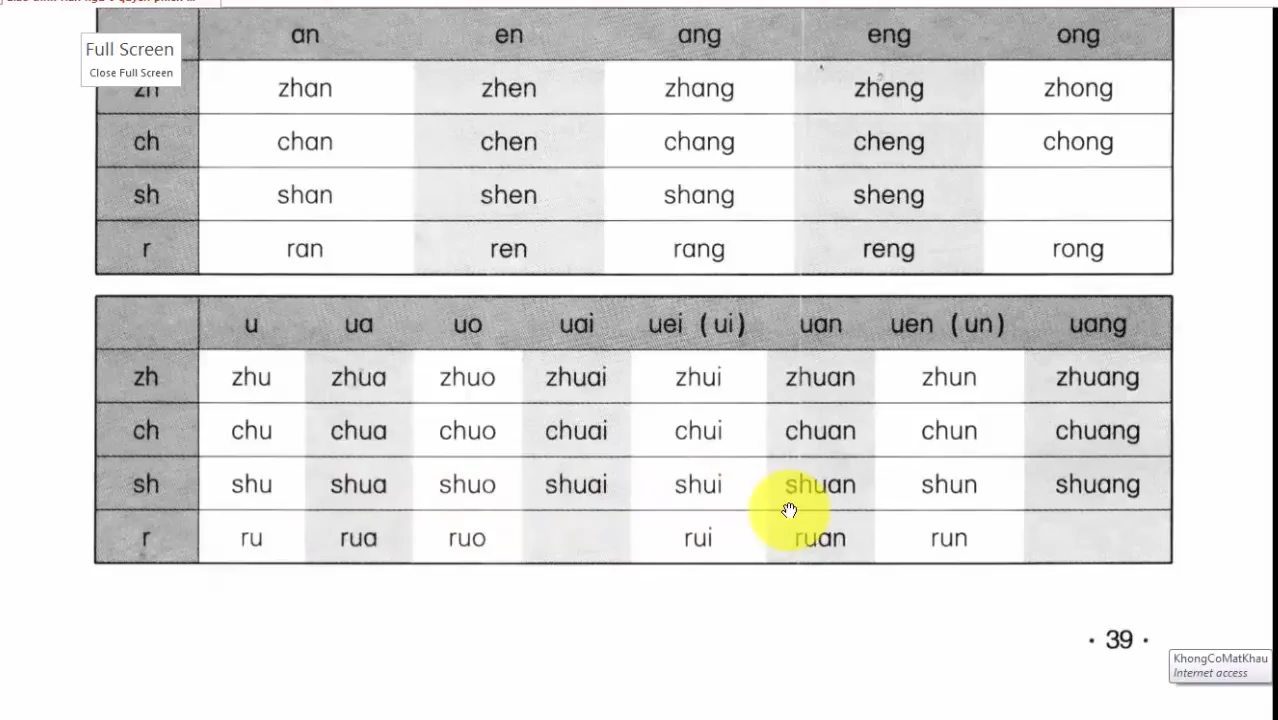 Full Screen
Close Full Screen
an en ang eng ong
zh zhan zhen zhang zheng zhong
ch chan chen chang cheng chong
sh shan shen shang sheng
r ran ren rang reng rong
u ua uo uai uei (ui) uan uen (un) uang
zh zhu zhua zhuo zhuai zhui zhuan zhun zhuang
ch chu chua chuo chuai chui chuan chun chuang
sh shu shua shuo shuai shui shuan shun shuang
r ru rua ruo rui ruan run
· 39 ·
KhongCoMatKhau
Internet access